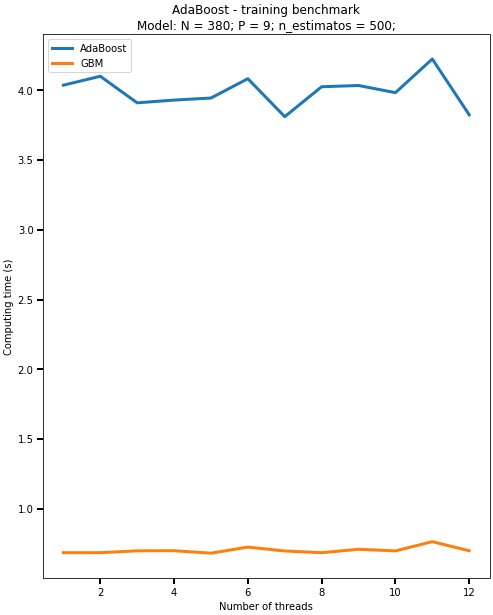 AdaBoost - training benchmark
Model: N = 380; P = 9; n_estimatos = 500;
AdaBoost
GBM
4.0
3.5
3.0
2.5
2.0
1.5
1.0
Computing time (s)
2 4 6 8 10 12
Number of threads